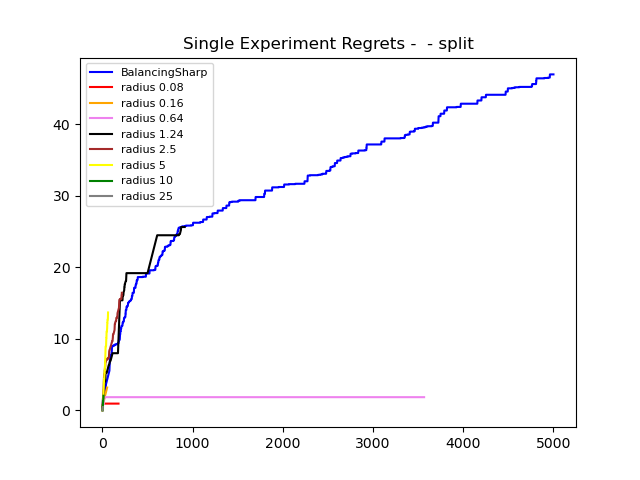 Single Experiment Regrets -  - split
BalancingSharp
radius 0.08
radius 0.16
radius 0.64
radius 1.24
radius 2.5
radius 5
radius 10
radius 25
40
30
20
10
0
0 1000 2000 3000 4000 5000